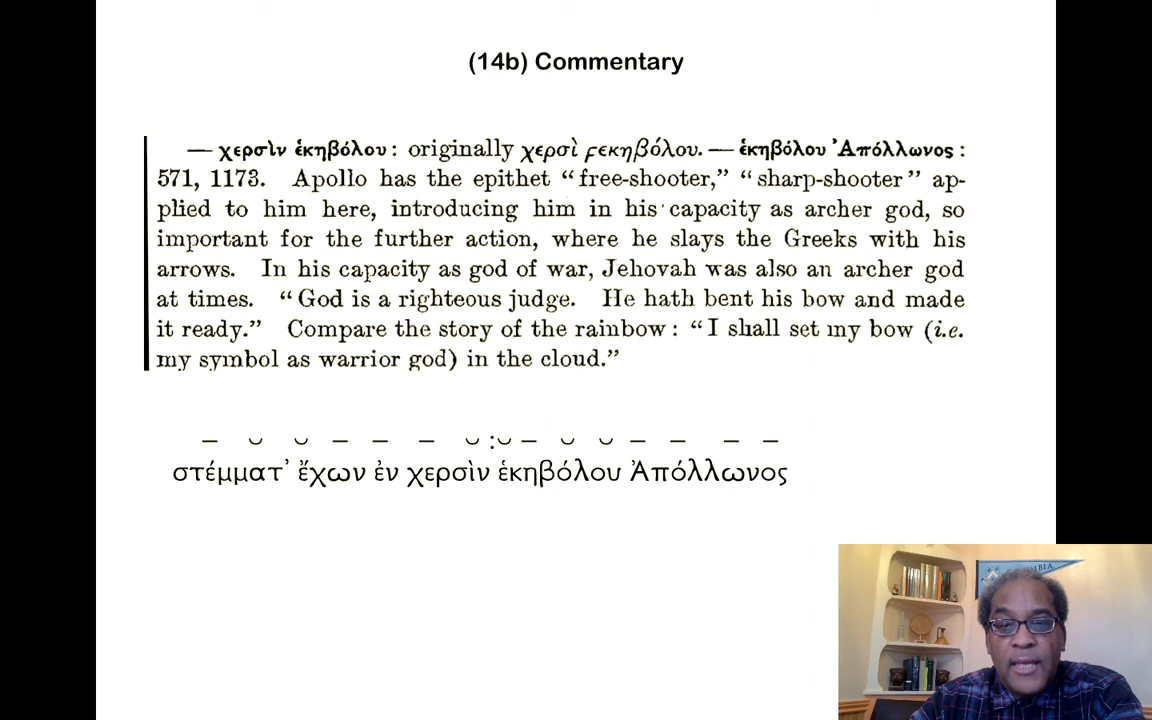 (14b) Commentary
— χερσὶν ἑκηβόλου : originally χερσὶ ϝεκηβόλου. — ἑκηβόλου Ἀπόλλωνος :
571, 1173. Apollo has the epithet “free-shooter,” “sharp-shooter” ap-
plied to him here, introducing him in his capacity as archer god, so
important for the further action, where he slays the Greeks with his
arrows. In his capacity as god of war, Jehovah was also an archer god
at times. “God is a righteous judge. He hath bent his bow and made
it ready.” Compare the story of the rainbow : “I shall set my bow (i.e.
my symbol as warrior god) in the cloud.”
– ᴗ ᴗ – – – ᴗ :ᴗ – ᴗ ᴗ – – – –
στέμματ’ ἔχων ἐν χερσὶν ἑκηβόλου Ἀπόλλωνος